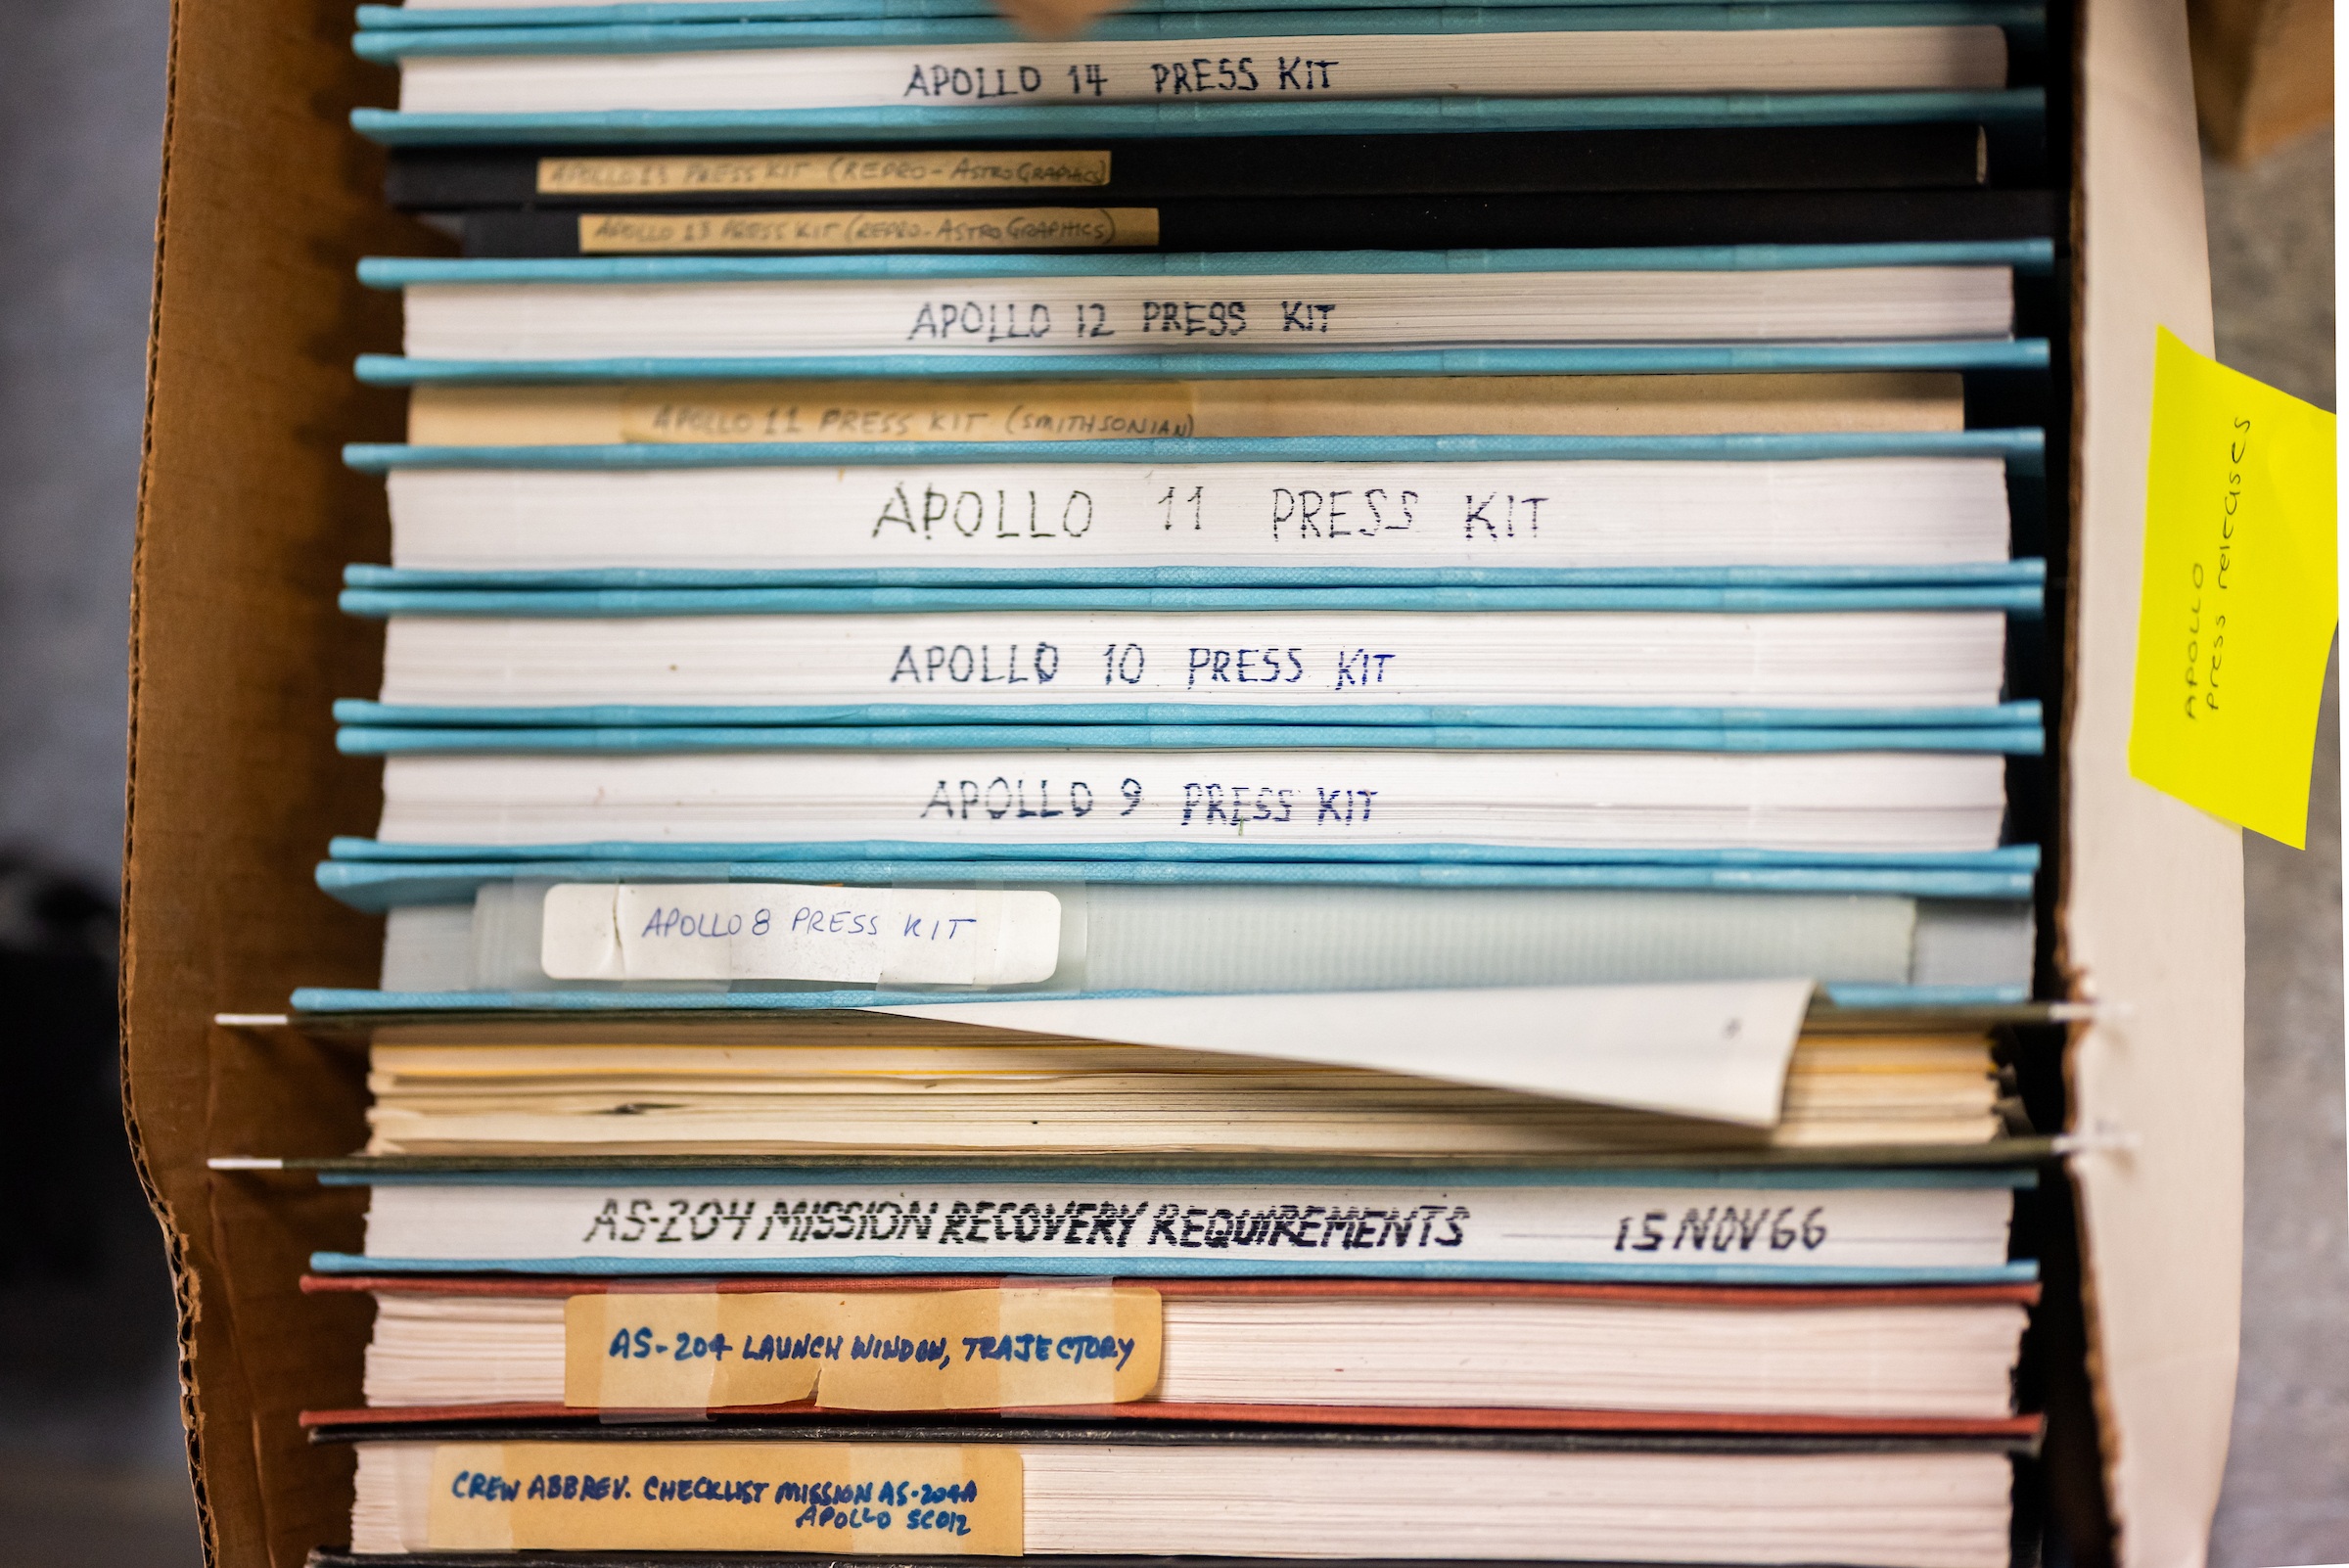 APOLLO 14 PRESS KIT
APOLLO 13 PRESS KIT (REPRO-ASTROGRAPHICS)
APOLLO 13 PRESS KIT (REPRO-ASTROGRAPHICS)
APOLLO 12 PRESS KIT
APOLLO 11 PRESS KIT (SMITHSONIAN)
APOLLO 11 PRESS KIT
APOLLO 10 PRESS KIT
APOLLO 9 PRESS KIT
APOLLO 8 PRESS KIT
AS-204 MISSION RECOVERY REQUIREMENTS 15 NOV 66
AS-204 LAUNCH WINDOW, TRAJECTORY
CREW ABBREV. CHECKLIST MISSION AS-204A
APOLLO SC012
APOLLO
Press releases